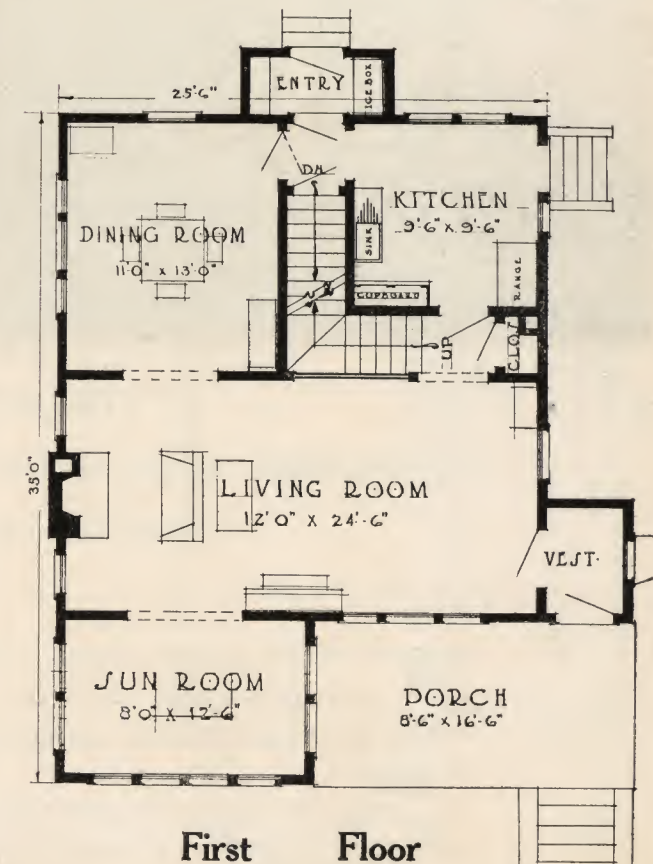 ENTRY
ICE BOX
25'-6"
DN
KITCHEN
9'-6" x 9'-6"
SINK
DINING ROOM
11'-0" x 13'-0"
RANGE
CUPBOARD
UP
CLOT
35'-0"
LIVING ROOM
12'-0" X 24'-6"
VEST.
SUN ROOM
8'-0" X 12'-6"
PORCH
8'-6" x 16'-6"
First Floor